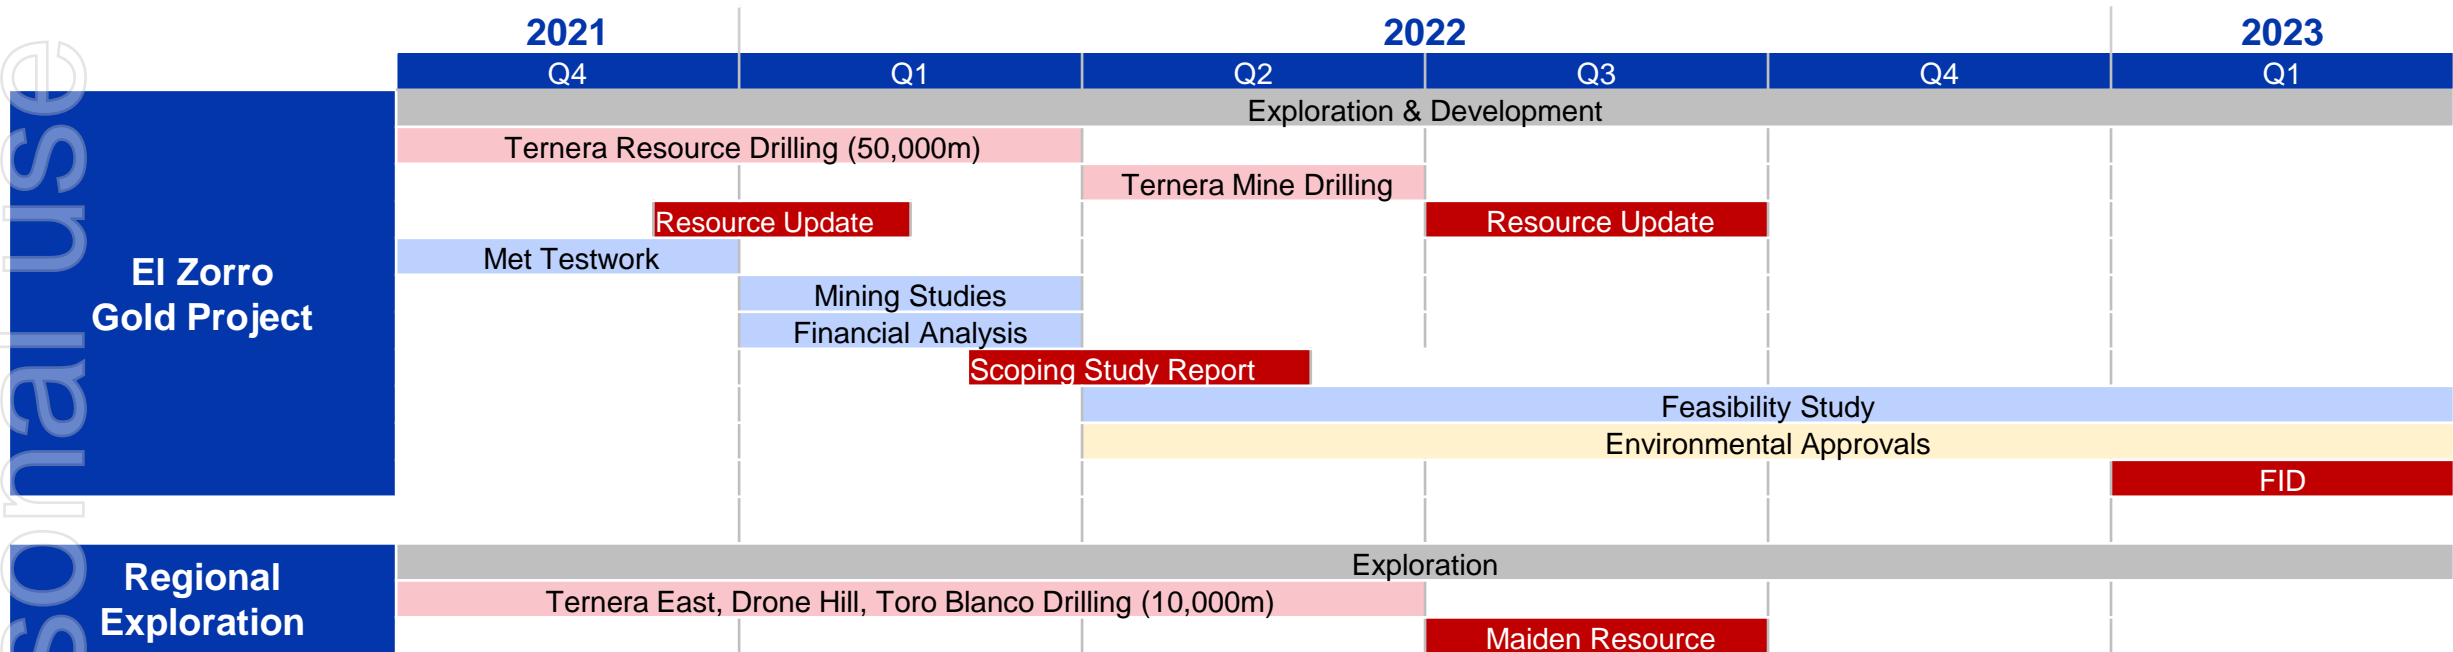 2021 2022 2023
Q4 Q1 Q2 Q3 Q4 Q1
Exploration & Development
Ternera Resource Drilling (50,000m)
Ternera Mine Drilling
Resource Update Resource Update
El Zorro
Gold Project
Met Testwork
Mining Studies
Financial Analysis
Scoping Study Report
Feasibility Study
Environmental Approvals
FID
Regional
Exploration
Exploration
Ternera East, Drone Hill, Toro Blanco Drilling (10,000m)
Maiden Resource
sonal use